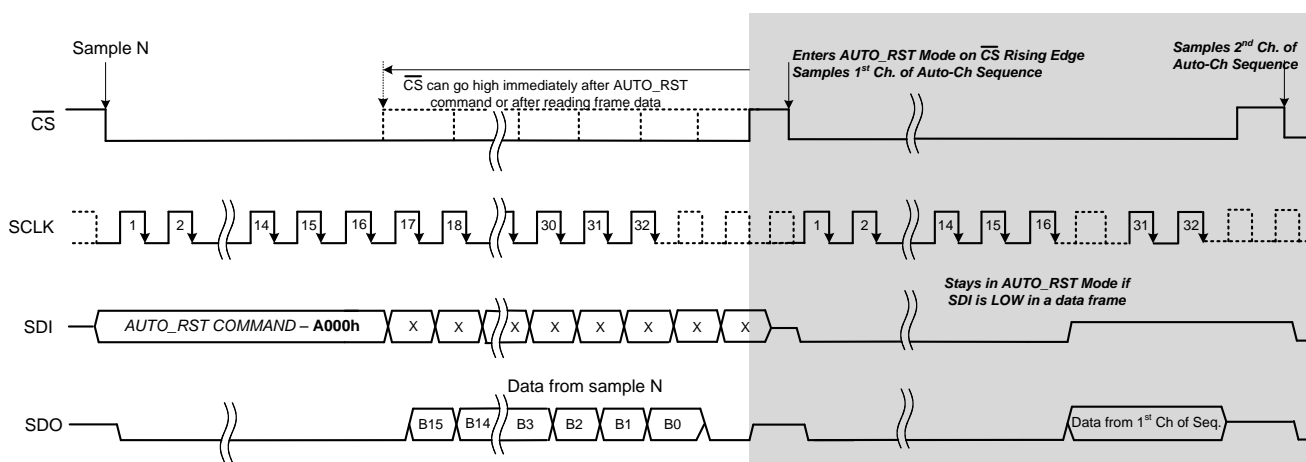 Sample N
Enters AUTO_RST Mode on CS Rising Edge
Samples 1st Ch. of Auto-Ch Sequence
Samples 2nd Ch. of
Auto-Ch Sequence
CS can go high immediately after AUTO_RST
command or after reading frame data
CS
SCLK
1 2 14 15 16 17 18 30 31 32 1 2 14 15 16 31 32
Stays in AUTO_RST Mode if
SDI is LOW in a data frame
SDI
AUTO_RST COMMAND – A000h
X X X X X X X X
Data from sample N
SDO
B15 B14 B3 B2 B1 B0
Data from 1st Ch of Seq.